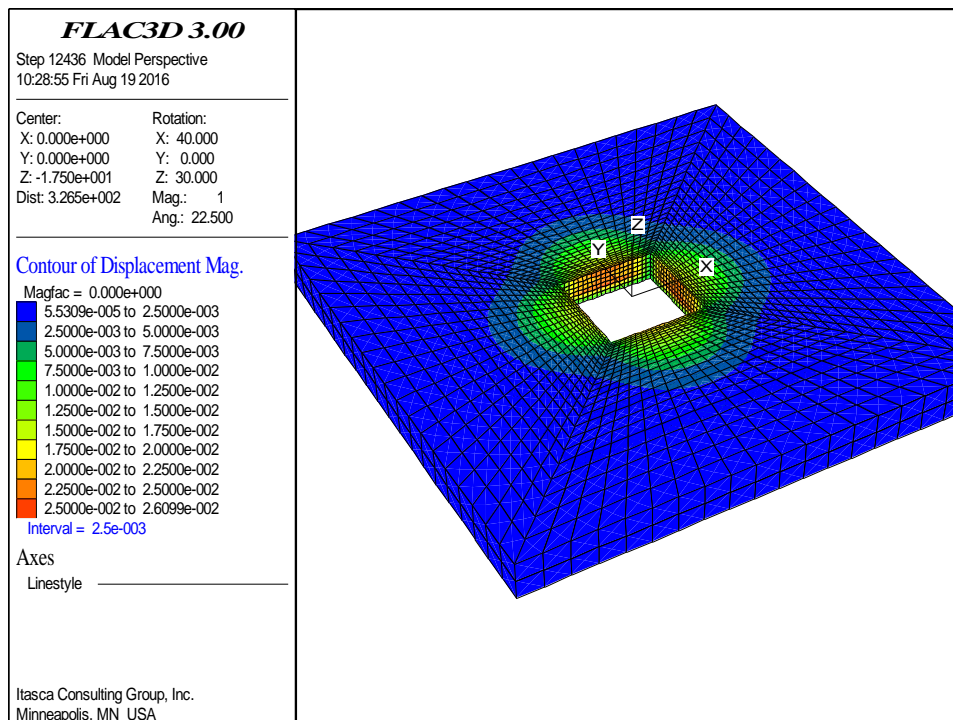 FLAC3D 3.00
Step 12436 Model Perspective
10:28:55 Fri Aug 19 2016
Center: Rotation:
X: 0.000e+000 X: 40.000
Y: 0.000e+000 Y: 0.000
Z: -1.750e+001 Z: 30.000
Dist: 3.265e+002 Mag.: 1
Ang.: 22.500
Contour of Displacement Mag.
Magfac = 0.000e+000
5.5309e-005 to 2.5000e-003
2.5000e-003 to 5.0000e-003
5.0000e-003 to 7.5000e-003
7.5000e-003 to 1.0000e-002
1.0000e-002 to 1.2500e-002
1.2500e-002 to 1.5000e-002
1.5000e-002 to 1.7500e-002
1.7500e-002 to 2.0000e-002
2.0000e-002 to 2.2500e-002
2.2500e-002 to 2.5000e-002
2.5000e-002 to 2.6099e-002
Interval = 2.5e-003
Axes
Linestyle
Itasca Consulting Group, Inc.
Minneapolis, MN USA
Z
Y
X